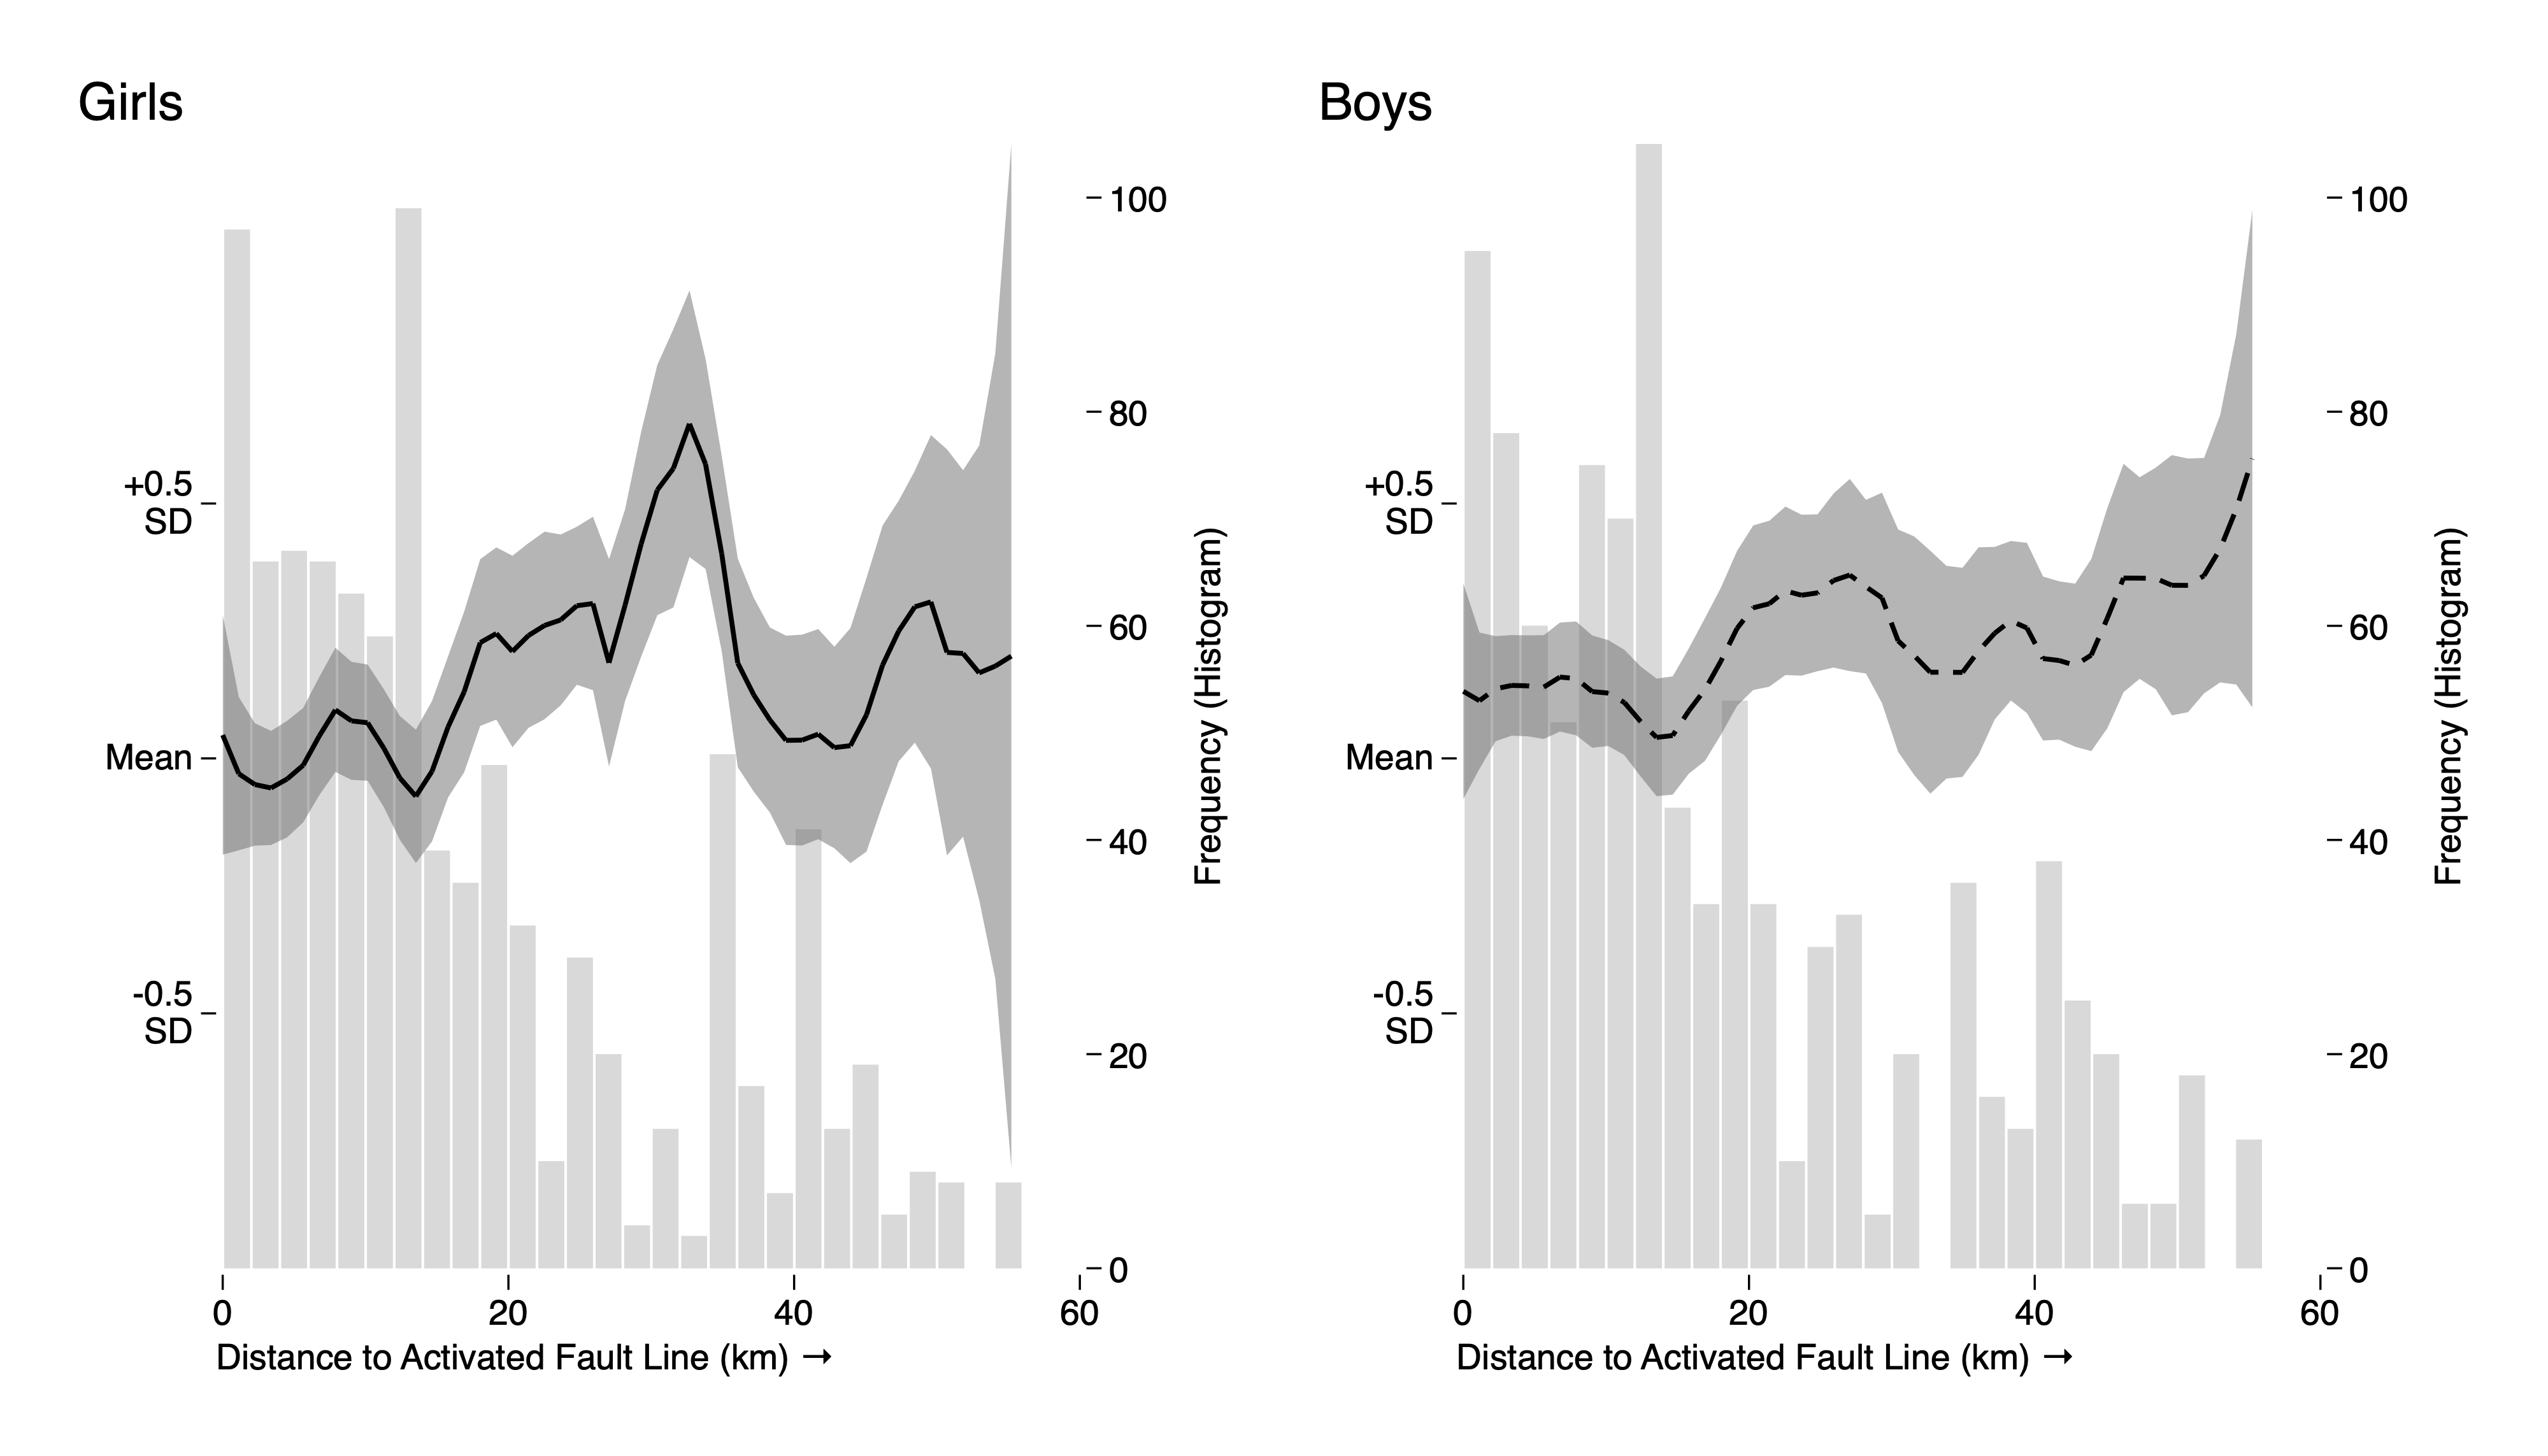 Girls
+0.5
SD
Mean
-0.5
SD
100
80
60
40
20
0
Frequency (Histogram)
0 20 40 60
Distance to Activated Fault Line (km) →
Boys
+0.5
SD
Mean
-0.5
SD
100
80
60
40
20
0
Frequency (Histogram)
0 20 40 60
Distance to Activated Fault Line (km) →